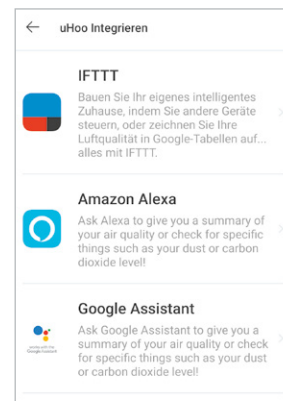 uHoo Integrieren
IFTTT
Bauen Sie Ihr eigenes intelligentes
Zuhause, indem Sie andere Geräte
steuern, oder zeichnen Sie Ihre
Luftqualität in Google-Tabellen auf...
alles mit IFTTT.
Amazon Alexa
Ask Alexa to give you a summary of
your air quality or check for specific
things such as your dust or carbon
dioxide level!
Google Assistant
Ask Google Assistant to give you a
summary of your air quality or check
for specific things such as your dust
or carbon dioxide level!